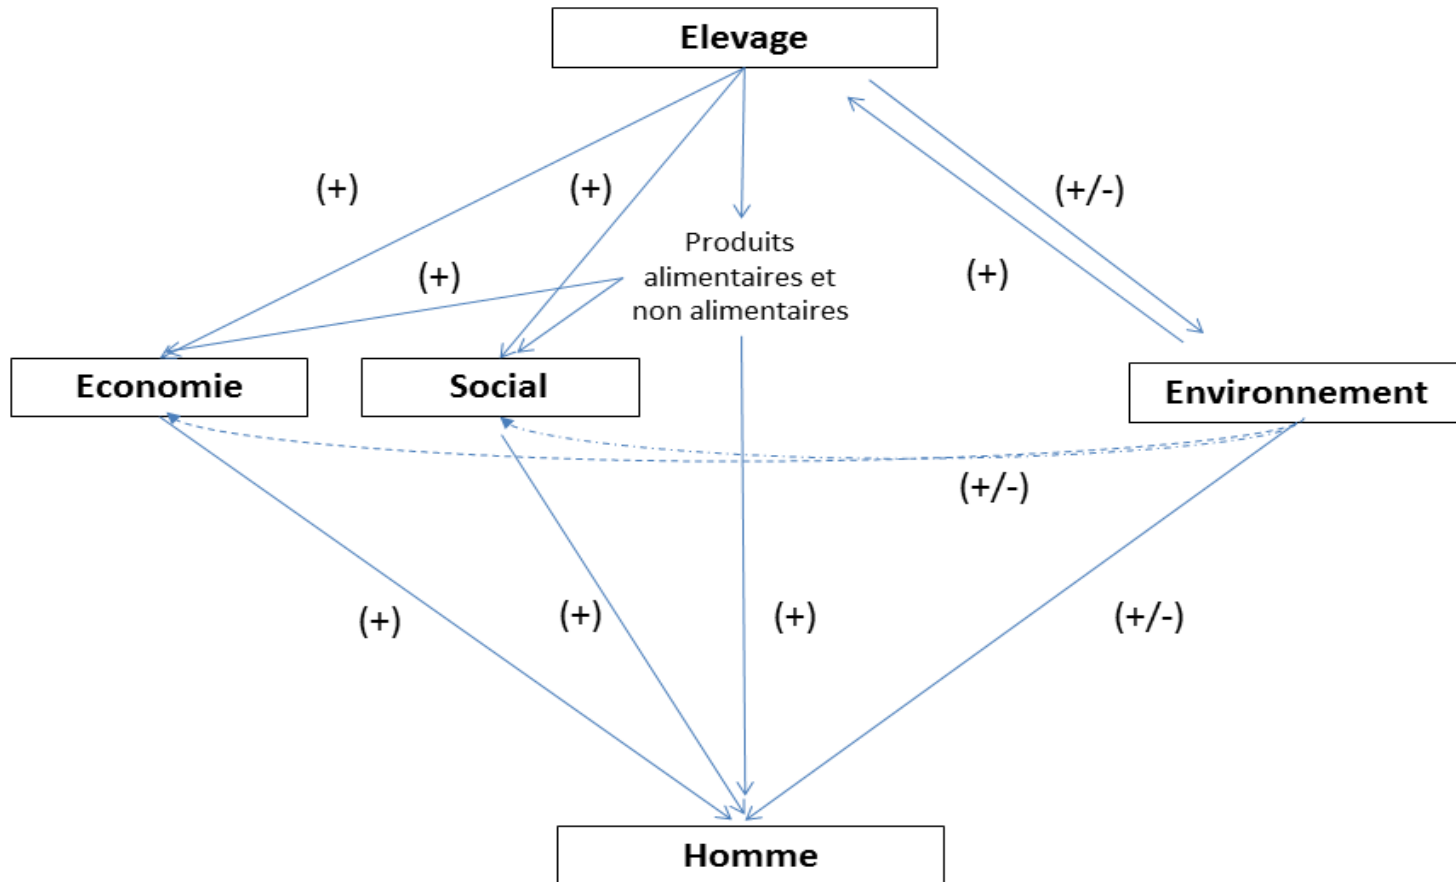 Elevage
(+)
(+)
(+/-)
Produits
alimentaires et
non alimentaires
(+)
(+)
Economie
Social
Environnement
(+/-)
(+)
(+)
(+)
(+/-)
Homme